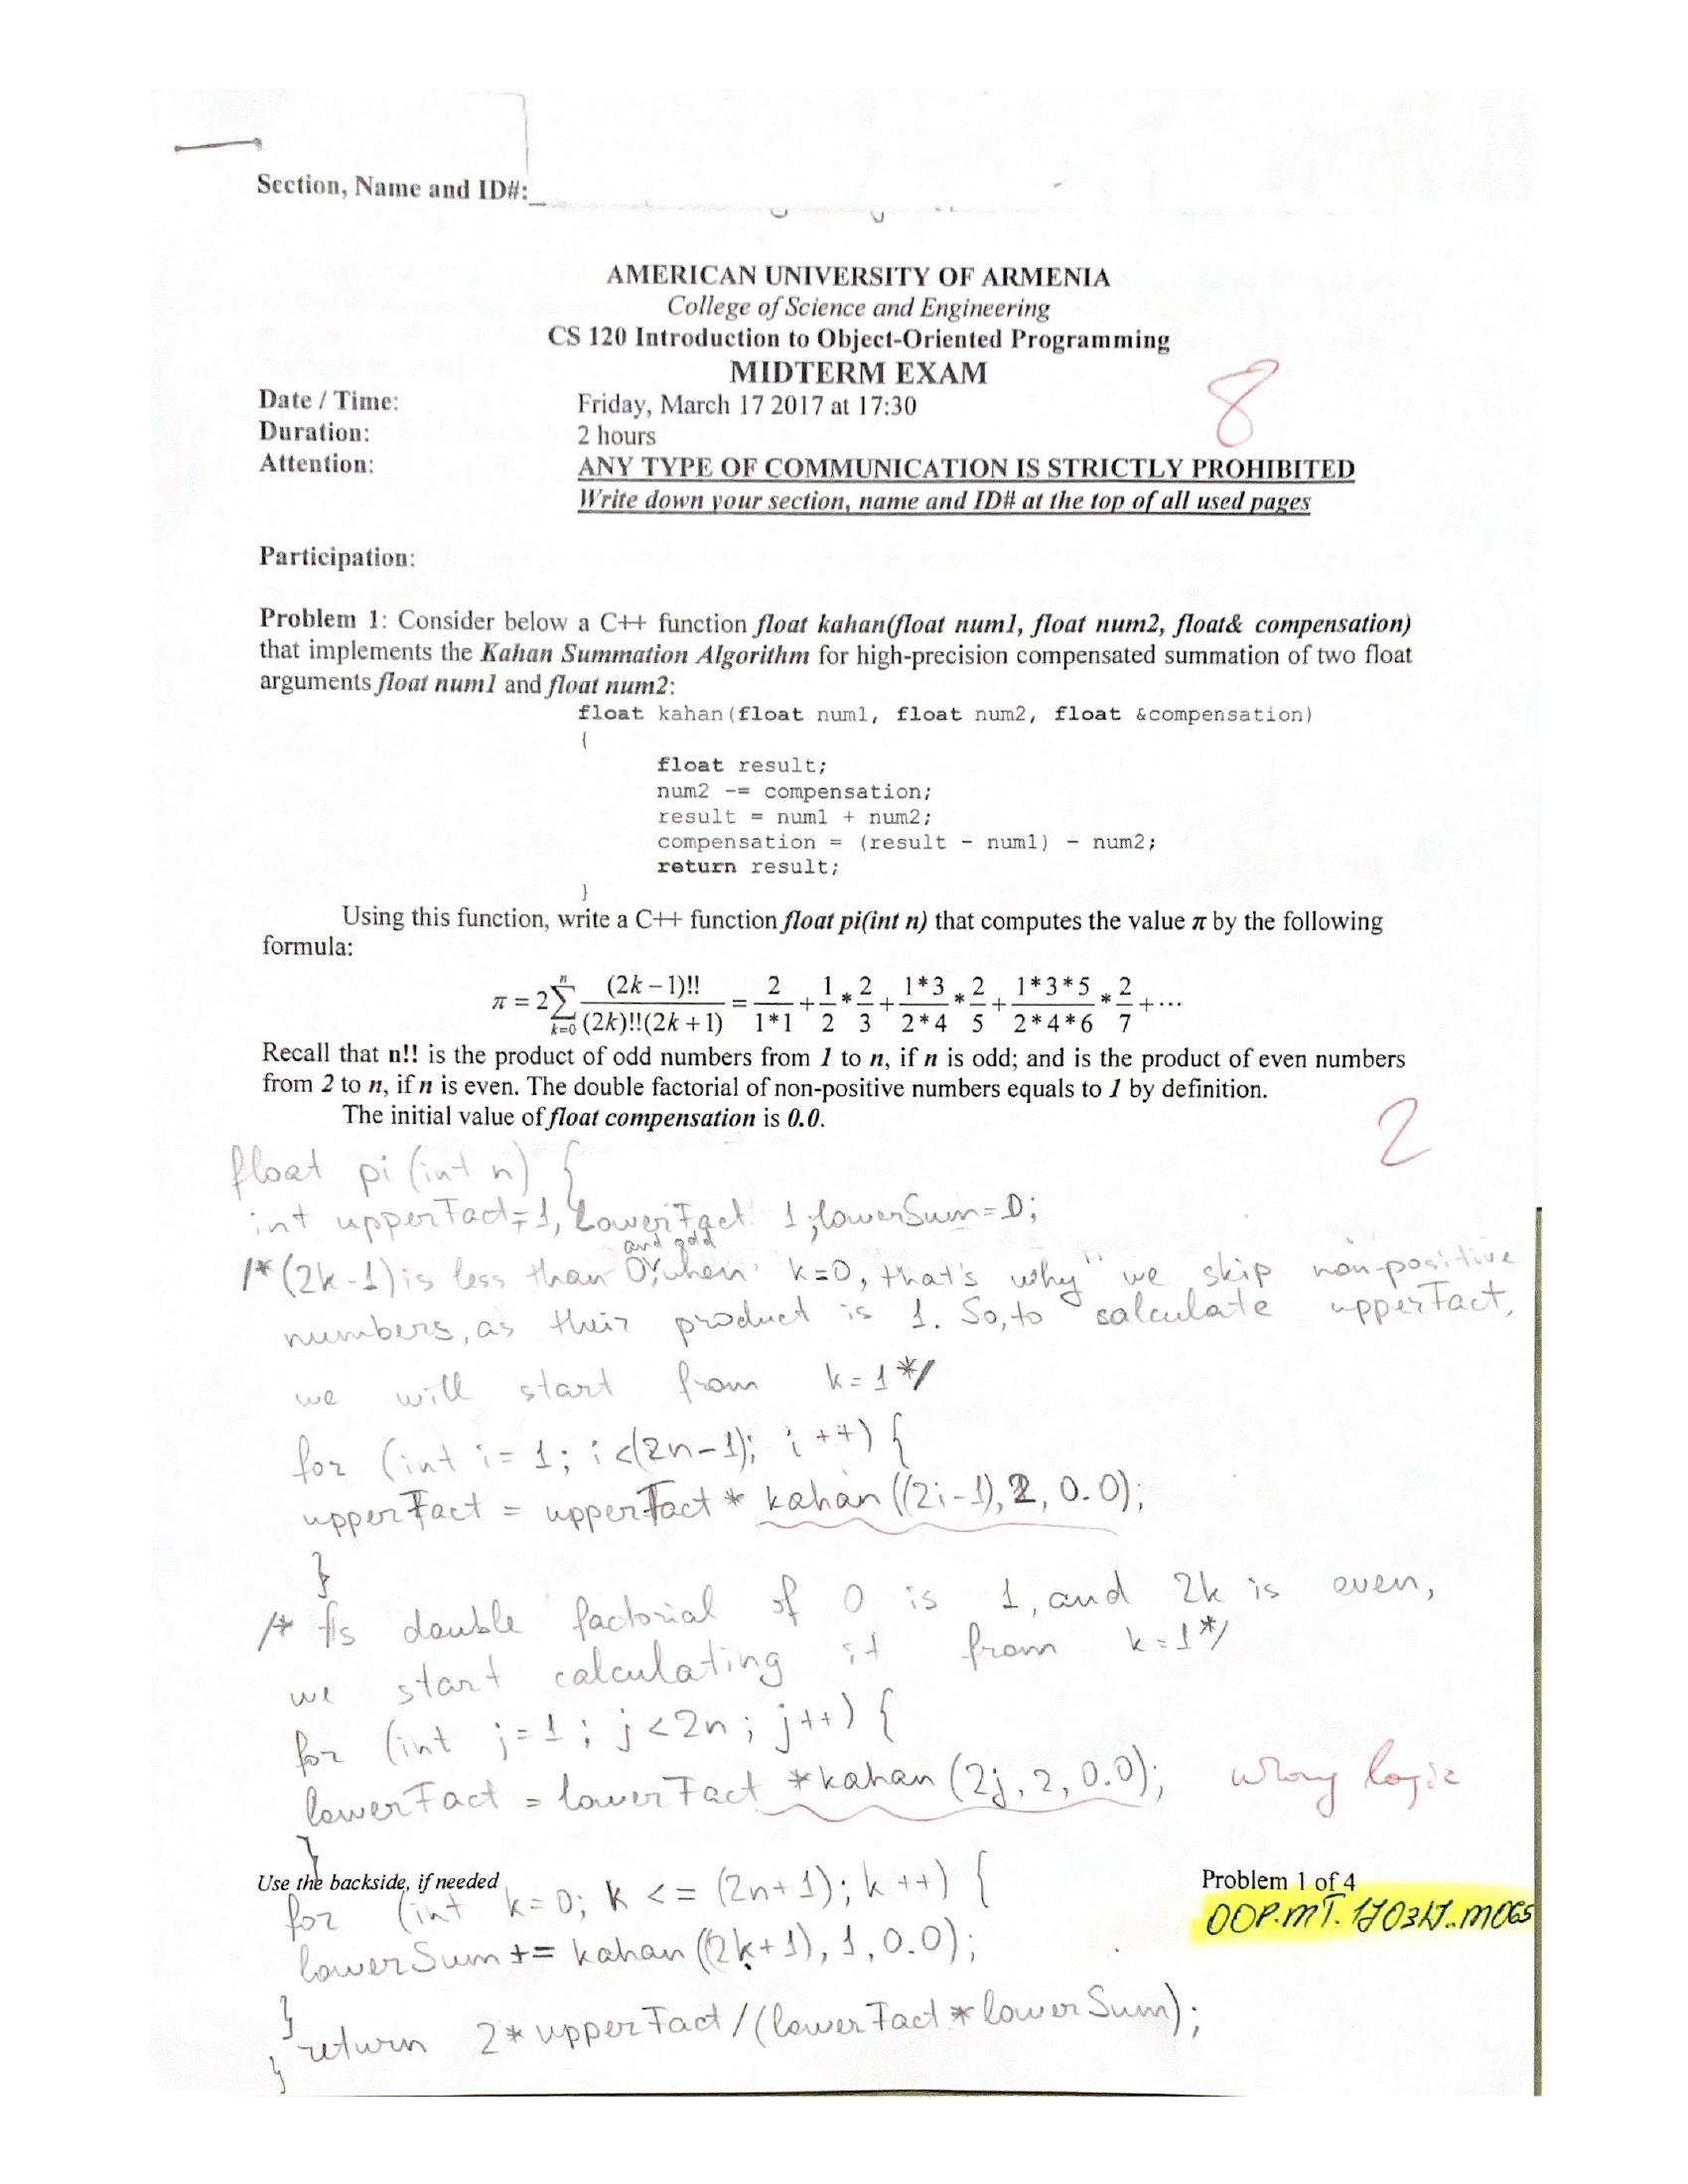 Section, Name and ID#:_
AMERICAN UNIVERSITY OF ARMENIA
College of Science and Engineering
CS 120 Introduction to Object-Oriented Programming
MIDTERM EXAM
8
Date / Time: Friday, March 17 2017 at 17:30
Duration: 2 hours
Attention: ANY TYPE OF COMMUNICATION IS STRICTLY PROHIBITED
Write down your section, name and ID# at the top of all used pages
Participation:
Problem 1: Consider below a C++ function float kahan(float num1, float num2, float& compensation)
that implements the Kahan Summation Algorithm for high-precision compensated summation of two float
arguments float num1 and float num2:
float kahan(float num1, float num2, float &compensation)
{
float result;
num2 -= compensation;
result = num1 + num2;
compensation = (result - num1) - num2;
return result;
}
Using this function, write a C++ function float pi(int n) that computes the value π by the following
formula:
π = 2∑_{k=0}^{n} (2k-1)!! / ((2k)!!(2k+1)) = 2/(1*1) + 1/2 * 2/3 + (1*3)/(2*4) * 2/5 + (1*3*5)/(2*4*6) * 2/7 + ···
Recall that n!! is the product of odd numbers from 1 to n, if n is odd; and is the product of even numbers
from 2 to n, if n is even. The double factorial of non-positive numbers equals to 1 by definition.
The initial value of float compensation is 0.0.
2
float pi (int n) {
int upperFact=1, LowerFact 1; lowerSum=0;
/*(2k-1) is less than 0 and odd when k=0, that's why we skip non-positive
numbers, as their product is 1. So, to calculate upperFact,
we will start from k=1*/
for (int i=1; i<(2n-1); i++) {
upperFact = upperFact * kahan((2i-1), 2, 0.0);
}
/* As double factorial of 0 is 1, and 2k is even,
we start calculating it from k=1*/
for (int j=1; j<2n; j++) {
lowerFact = lowerFact *kahan(2j, 2, 0.0); wrong logic
}
Use the backside, if needed Problem 1 of 4
for (int k=0; k<=(2n+1); k++) {
OOP.MT.170317.M065
lowerSum += kahan((2k+1), 1, 0.0);
}
return 2*upperFact/(lowerFact*lowerSum);
}